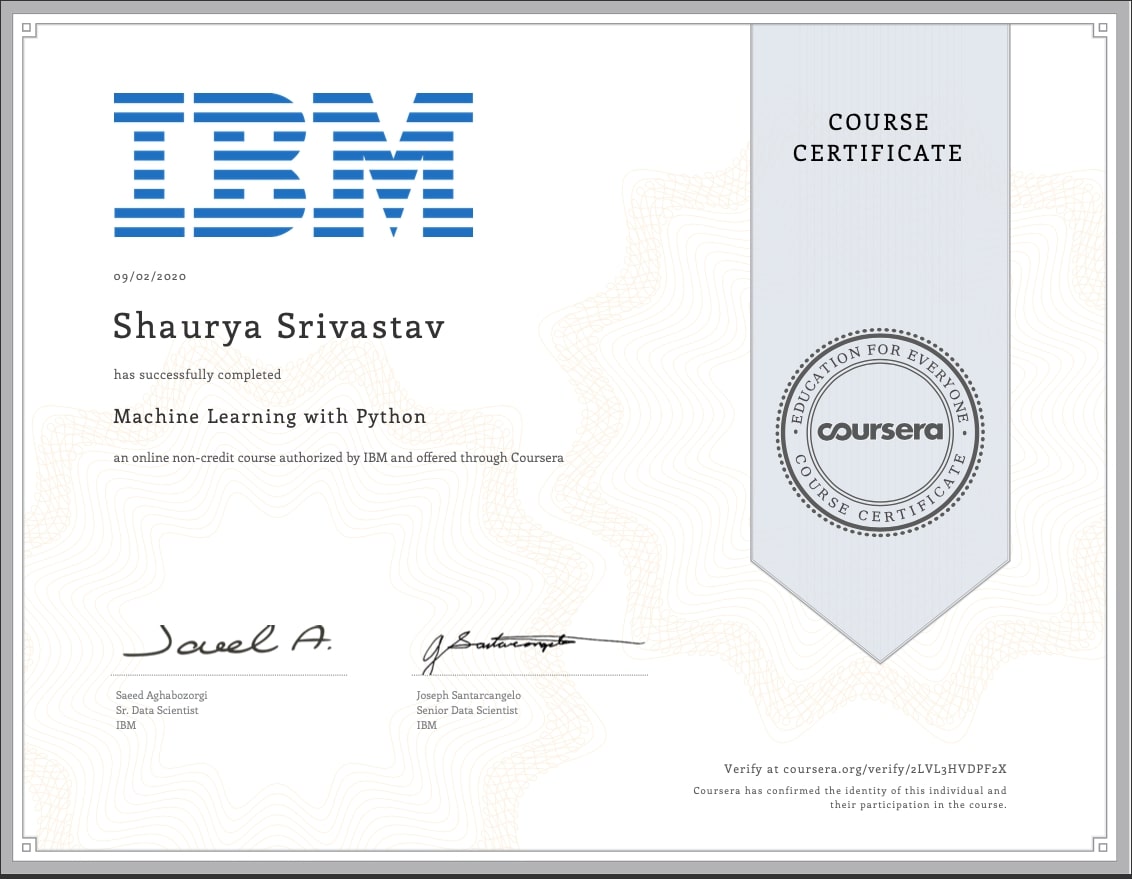 IBM
COURSE
CERTIFICATE
09/02/2020
Shaurya Srivastav
has successfully completed
Machine Learning with Python
an online non-credit course authorized by IBM and offered through Coursera
EDUCATION FOR EVERYONE
coursera
COURSE CERTIFICATE
Saeed Aghabozorgi
Sr. Data Scientist
IBM
Joseph Santarcangelo
Senior Data Scientist
IBM
Verify at coursera.org/verify/2LVL3HVDPF2X
Coursera has confirmed the identity of this individual and
their participation in the course.